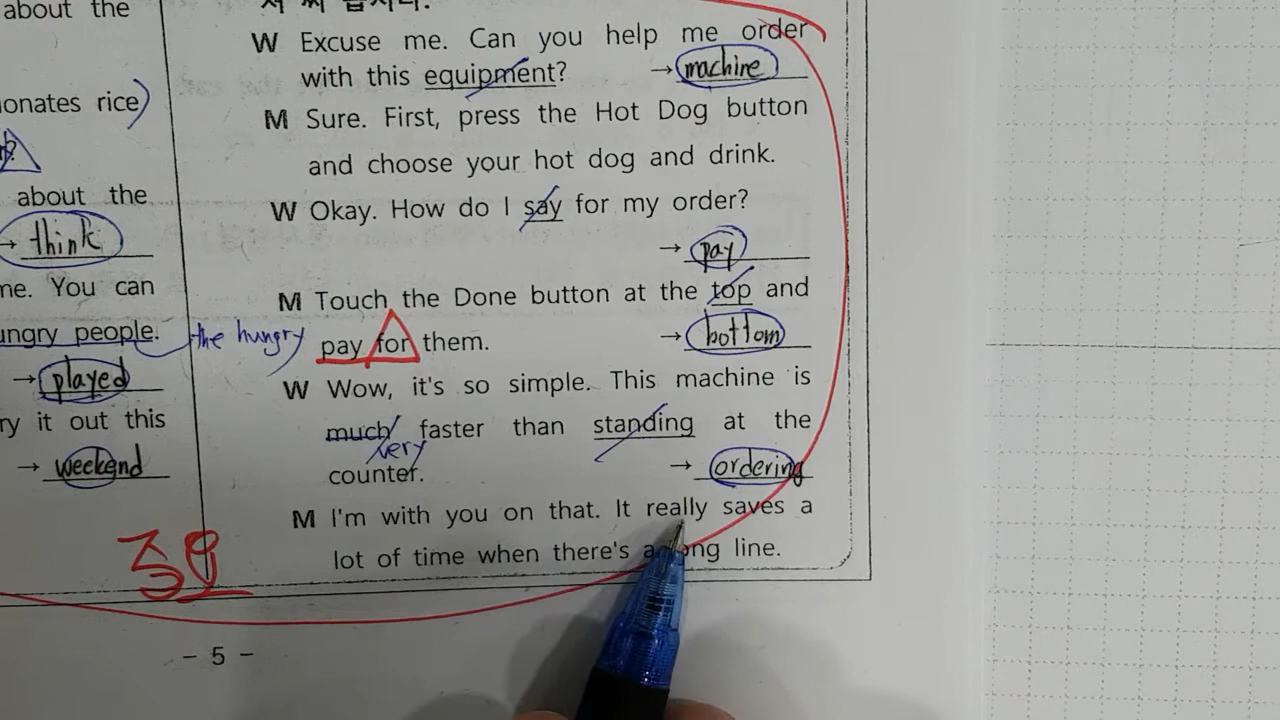 about the
onates rice)
about the
→ think
me. You can
ungry people.
the hungry
→ played
ry it out this
→ weekend
W Excuse me. Can you help me order
with this equipment? → machine
M Sure. First, press the Hot Dog button
and choose your hot dog and drink.
W Okay. How do I say for my order?
→ pay
M Touch the Done button at the top and
pay for them. → bottom
W Wow, it's so simple. This machine is
much faster than standing at the
very
counter. → ordering
M I'm with you on that. It really saves a
lot of time when there's a long line.
중요
- 5 -